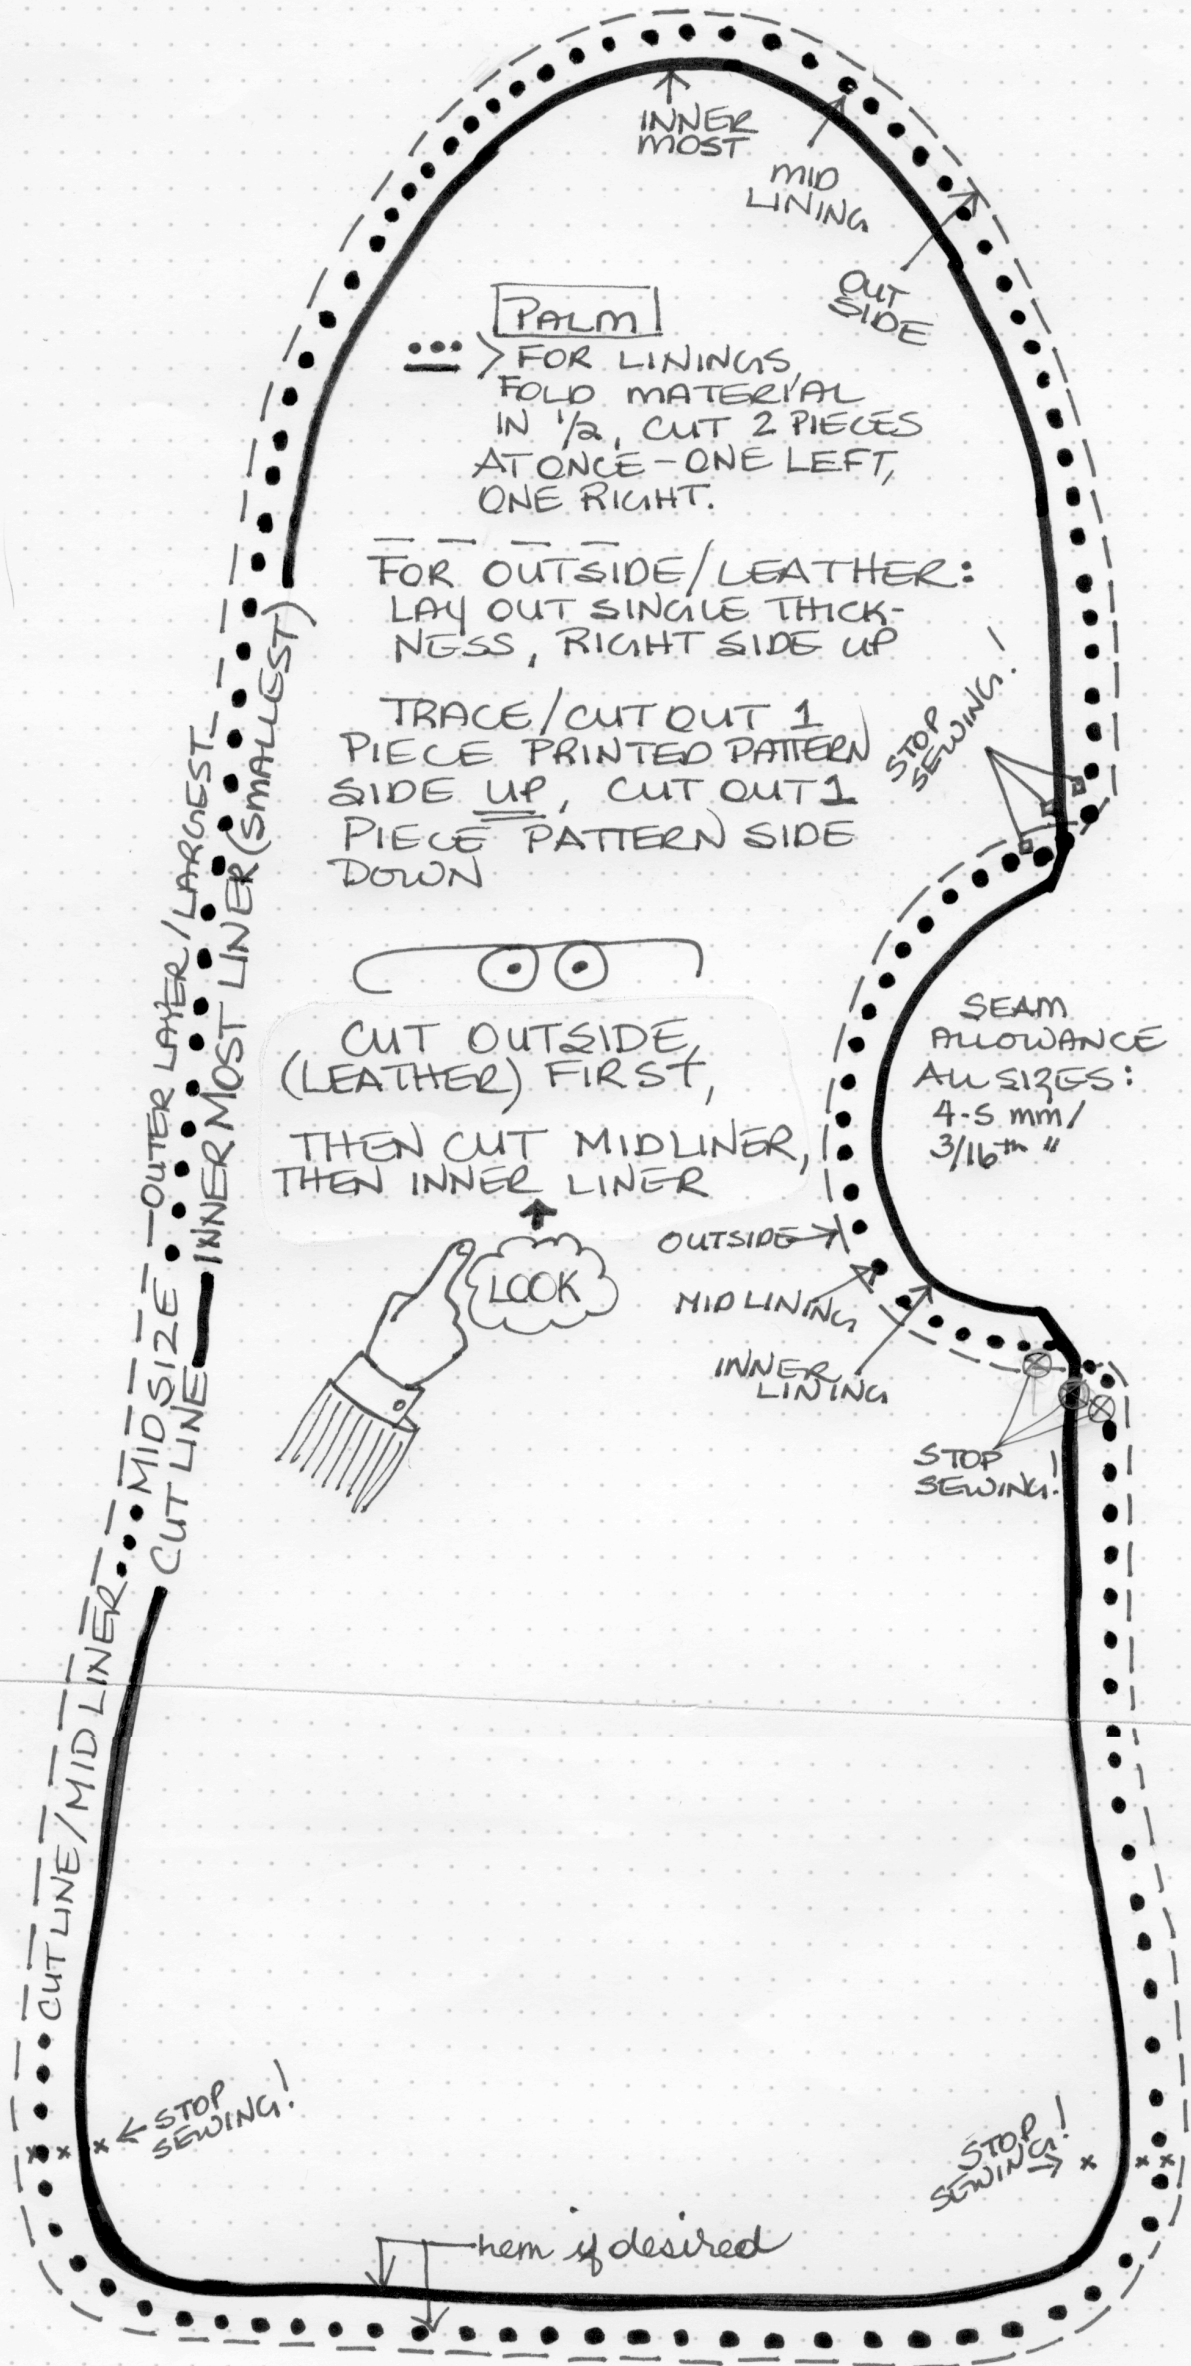 INNER
MOST
MID
LINING
OUT
SIDE
PALM
FOR LININGS,
FOLD MATERIAL
IN 1/2, CUT 2 PIECES
AT ONCE - ONE LEFT,
ONE RIGHT.
FOR OUTSIDE/LEATHER:
LAY OUT SINGLE THICK-
NESS, RIGHT SIDE UP
TRACE/CUT OUT 1
PIECE PRINTED PATTERN
SIDE UP, CUT OUT 1
PIECE PATTERN SIDE
DOWN
STOP
SEWING!
CUT OUTSIDE,
(LEATHER) FIRST,
THEN CUT MIDLINER,
THEN INNER LINER
LOOK
SEAM
ALLOWANCE
ALL SIZES:
4-5 mm/
3/16th "
OUTSIDE
MID LINING
INNER
LINING
STOP
SEWING!
OUTER LAYER/LARGEST
INNER MOST LINER (SMALLEST)
MID SIZE
CUT LINE
CUT LINE/MID LINER
STOP
SEWING!
STOP
SEWING!
hem if desired